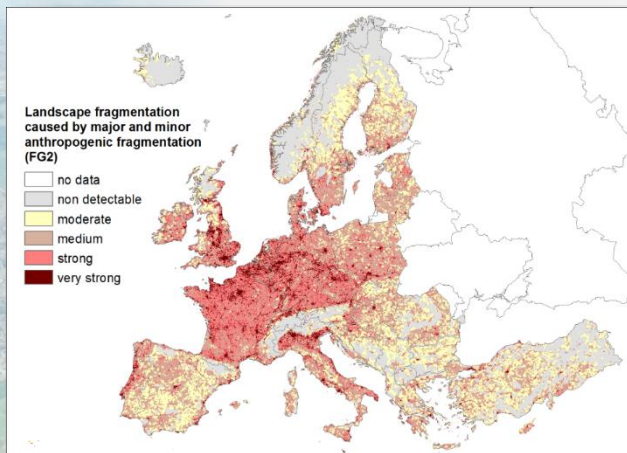 Landscape fragmentation
caused by major and minor
anthropogenic fragmentation
(FG2)
no data
non detectable
moderate
medium
strong
very strong